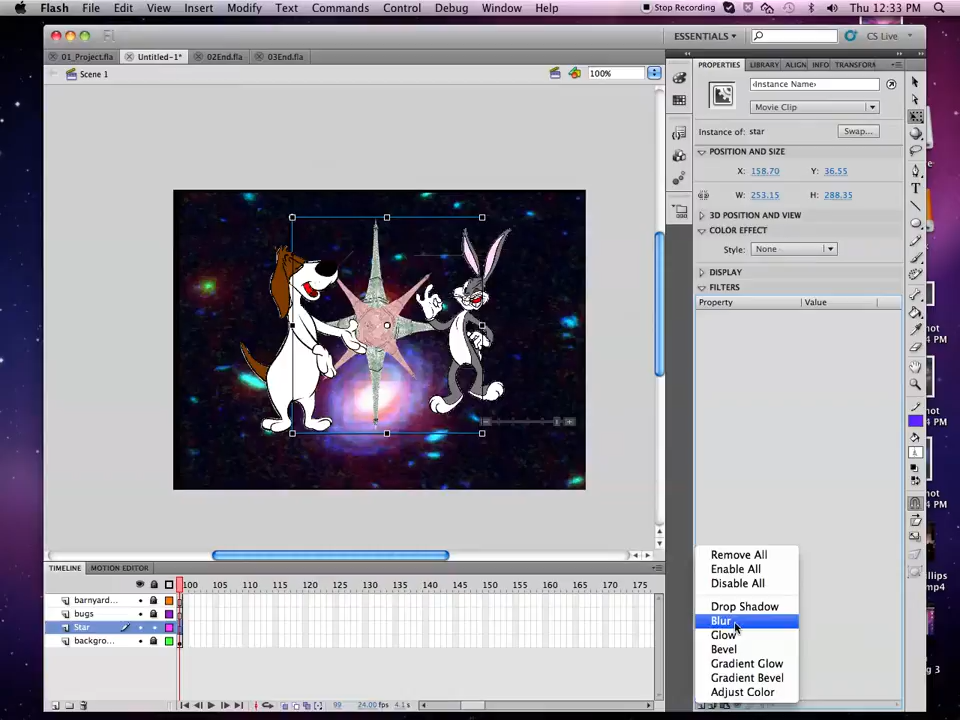 Flash File Edit View Insert Modify Text Commands Control Debug Window Help Stop Recording Thu 12:33 PM
ESSENTIALS CS Live
01_Project.fla Untitled-1* 02End.fla 03End.fla
PROPERTIES LIBRARY ALIGN INFO TRANSFORM
Scene 1 100%
‹Instance Name›
Movie Clip
Instance of: star Swap...
POSITION AND SIZE
X: 158.70 Y: 36.55
W: 253.15 H: 288.35
3D POSITION AND VIEW
COLOR EFFECT
Style: None
DISPLAY
FILTERS
Property Value
Remove All
Enable All
Disable All
Drop Shadow
Blur
Glow
Bevel
Gradient Glow
Gradient Bevel
Adjust Color
TIMELINE MOTION EDITOR
100 105 110 115 120 125 130 135 140 145 150 155 160 165 170 175
barnyard...
bugs
Star
backgro...
98 24.00 fps 4.1 s